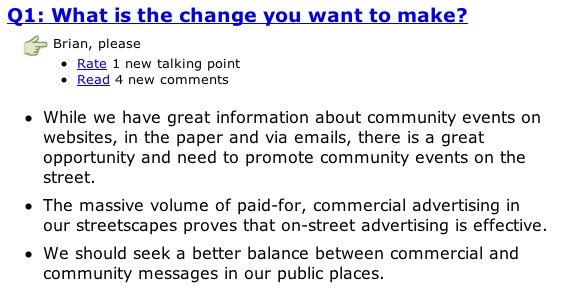 Q1: What is the change you want to make?
Brian, please
• Rate 1 new talking point
• Read 4 new comments
• While we have great information about community events on
websites, in the paper and via emails, there is a great
opportunity and need to promote community events on the
street.
• The massive volume of paid-for, commercial advertising in
our streetscapes proves that on-street advertising is effective.
• We should seek a better balance between commercial and
community messages in our public places.